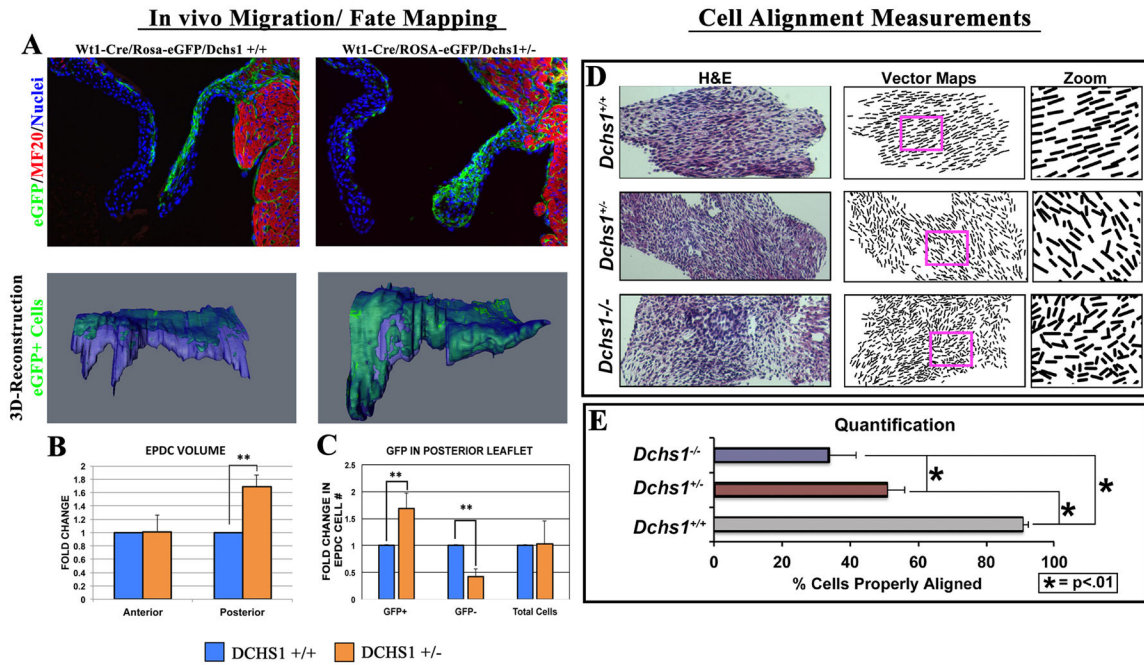 In vivo Migration/ Fate Mapping
Cell Alignment Measurements
A
Wt1-Cre/Rosa-eGFP/Dchs1 +/+
Wt1-Cre/ROSA-eGFP/Dchs1+/-
eGFP/MF20/Nuclei
3D-Reconstruction
eGFP+ Cells
B
EPDC VOLUME
FOLD CHANGE
2
1.8
1.6
1.4
1.2
1
0.8
0.6
0.4
0.2
0
**
Anterior
Posterior
C
GFP IN POSTERIOR LEAFLET
FOLD CHANGE IN
EPDC CELL #
2.5
2
1.5
1
0.5
0
**
**
GFP+
GFP-
Total Cells
DCHS1 +/+
DCHS1 +/-
D
H&E
Vector Maps
Zoom
Dchs1+/+
Dchs1+/-
Dchs1-/-
E
Quantification
Dchs1-/-
Dchs1+/-
Dchs1+/+
*
*
*
0
20
40
60
80
100
% Cells Properly Aligned
*= p<.01